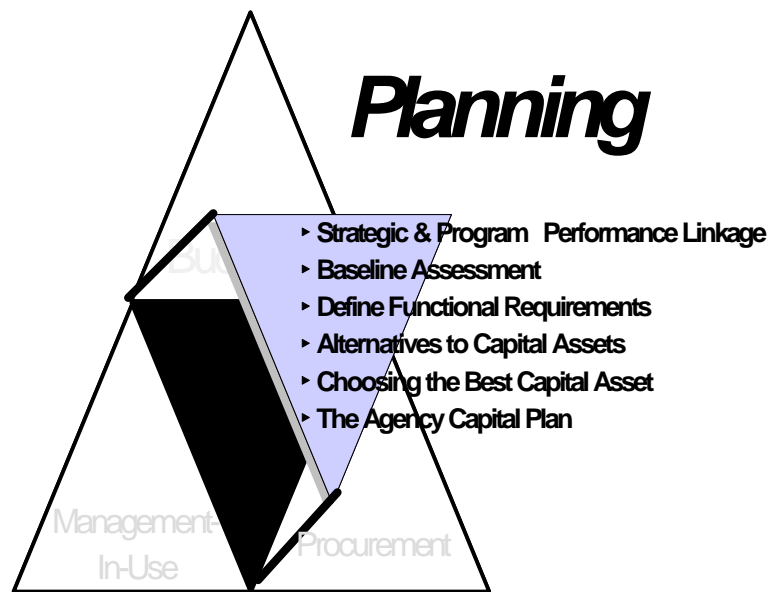 Planning
▸ Strategic & Program Performance Linkage
▸ Baseline Assessment
▸ Define Functional Requirements
▸ Alternatives to Capital Assets
▸ Choosing the Best Capital Asset
▸ The Agency Capital Plan
Management-
In-Use
Procurement